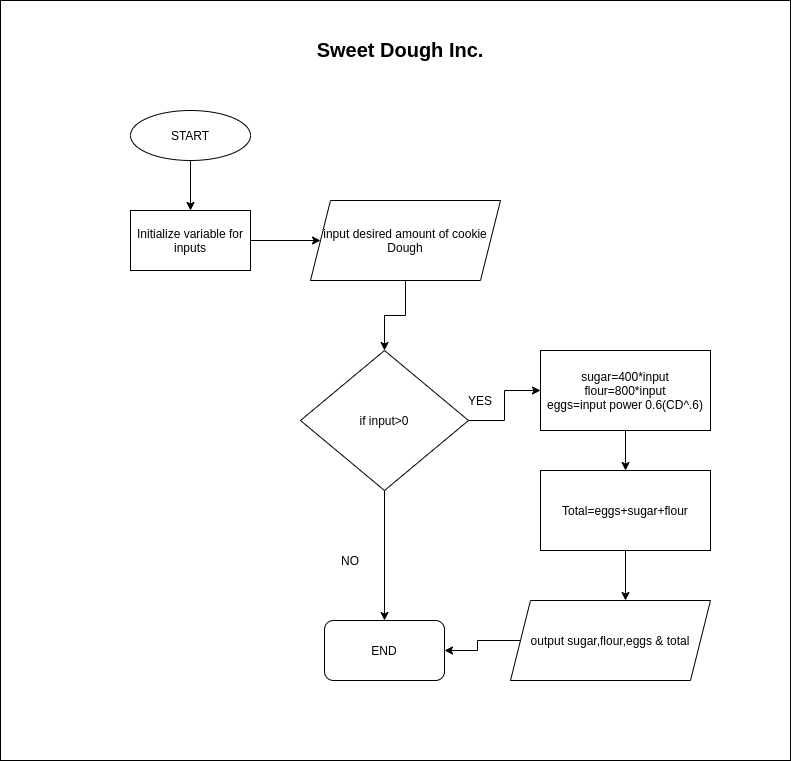 Sweet Dough Inc.
START
Initialize variable for
inputs
input desired amount of cookie
Dough
if input>0
YES
sugar=400*input
flour=800*input
eggs=input power 0.6(CD^.6)
Total=eggs+sugar+flour
NO
output sugar,flour,eggs & total
END